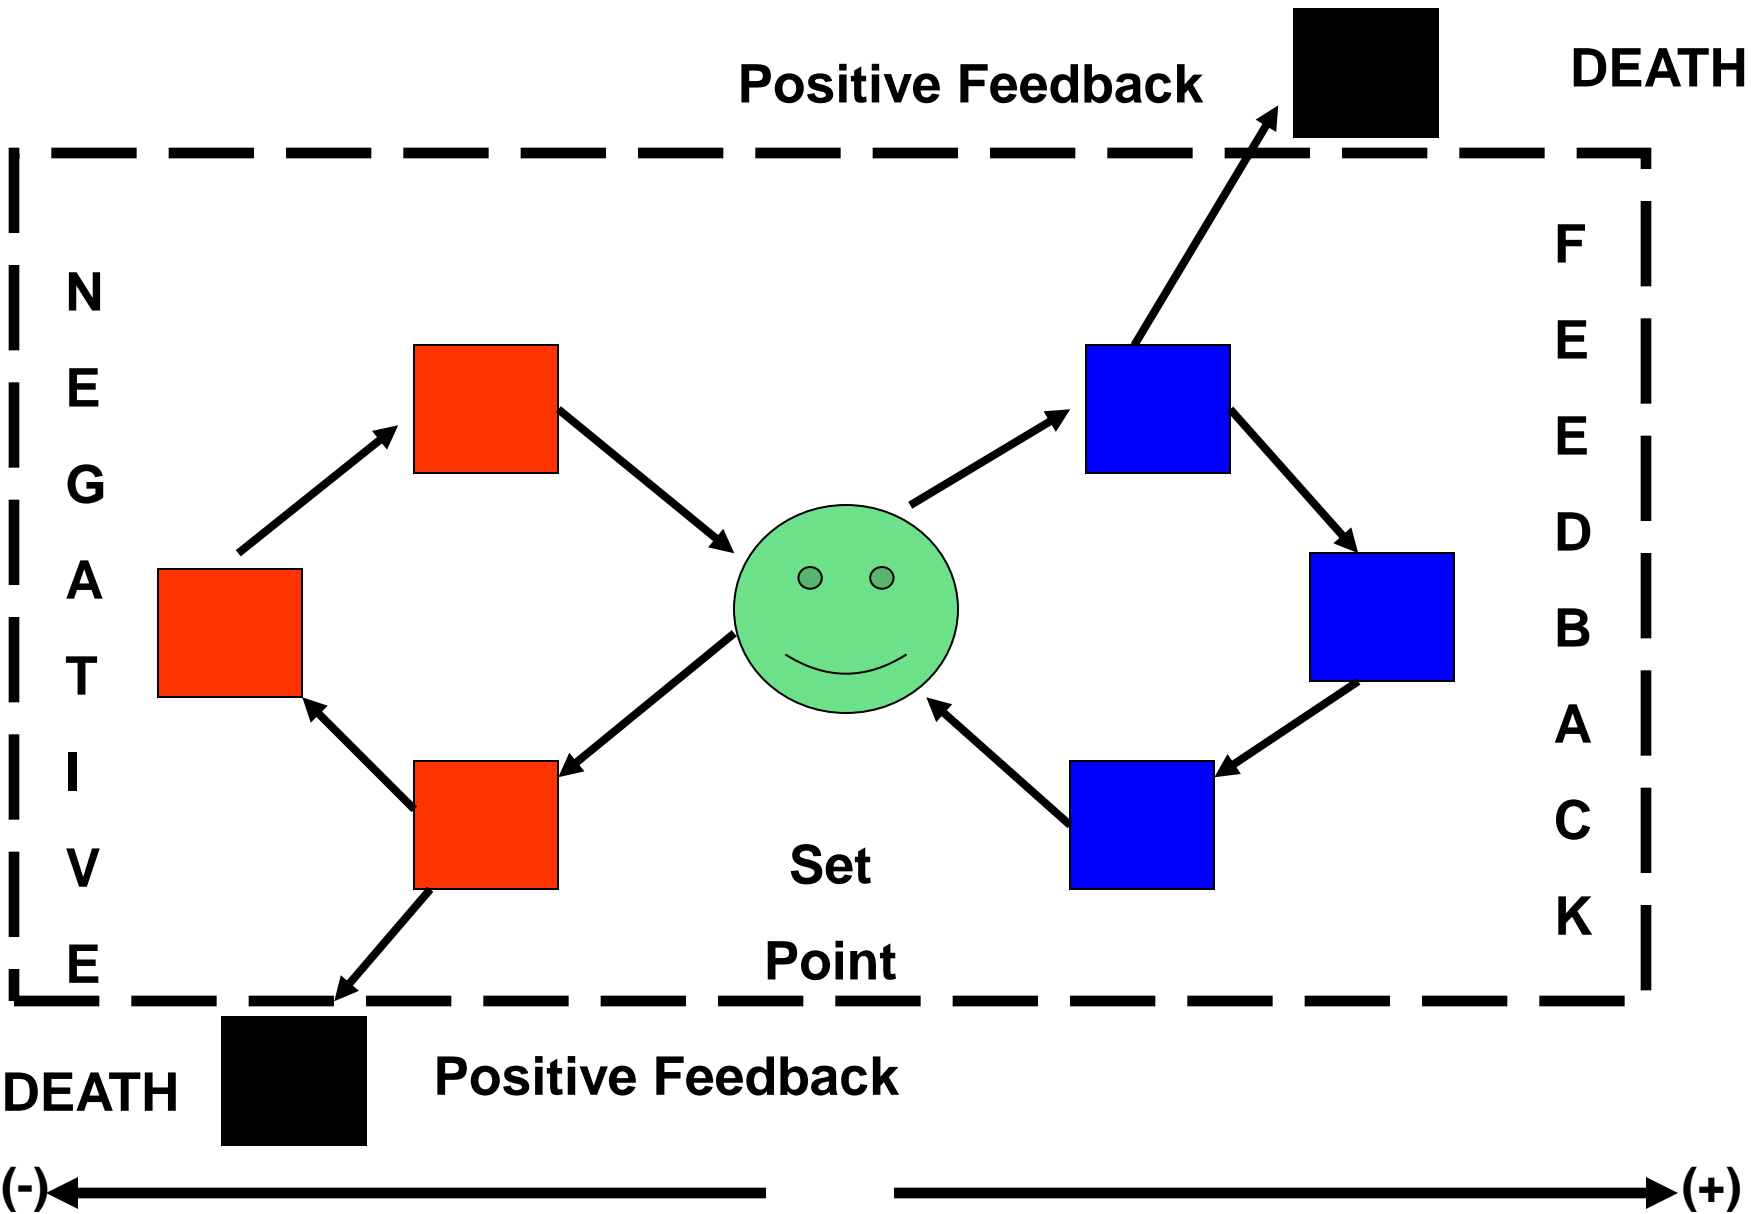 Positive Feedback
DEATH
N
E
G
A
T
I
V
E
F
E
E
D
B
A
C
K
Set
Point
DEATH
Positive Feedback
(-)
(+)